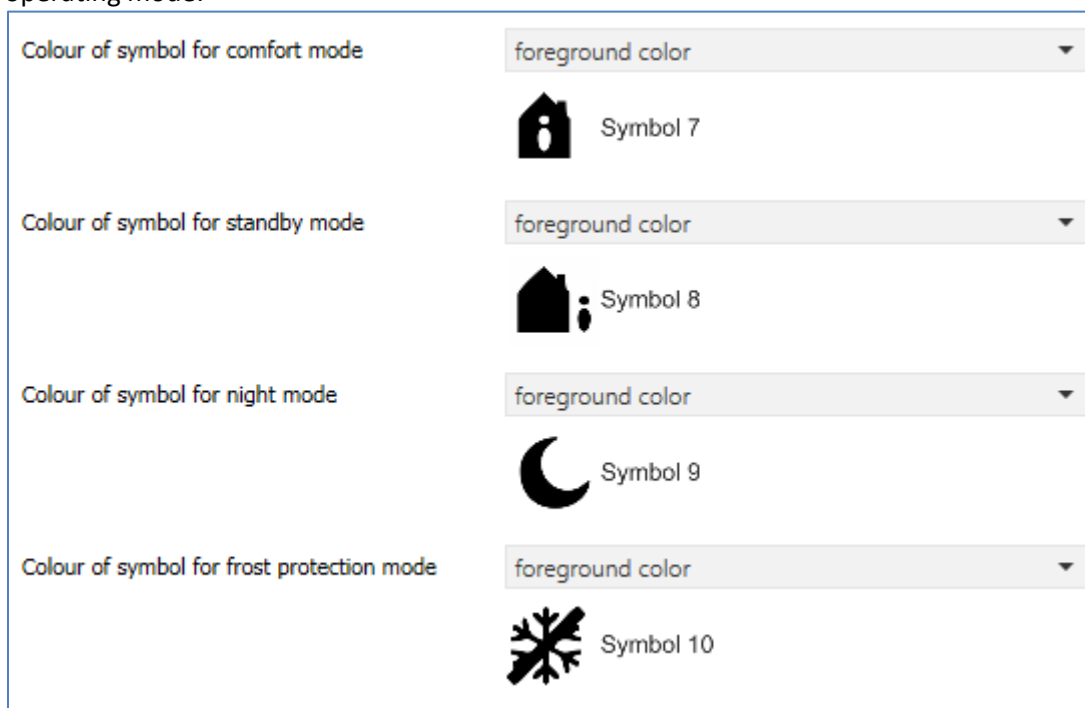 operating mode.
Colour of symbol for comfort mode foreground color
Symbol 7
Colour of symbol for standby mode foreground color
Symbol 8
Colour of symbol for night mode foreground color
Symbol 9
Colour of symbol for frost protection mode foreground color
Symbol 10